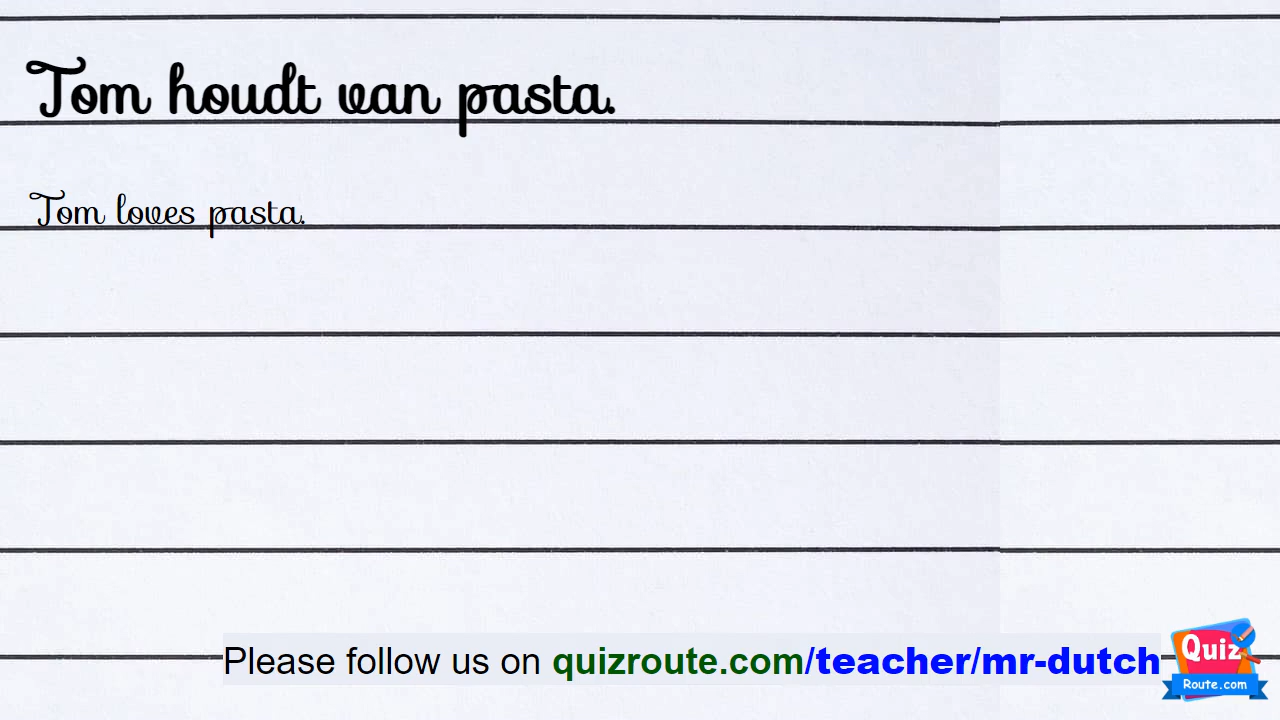 Tom houdt van pasta.
Tom loves pasta.
Please follow us on quizroute.com/teacher/mr-dutch
Quiz
Route.com